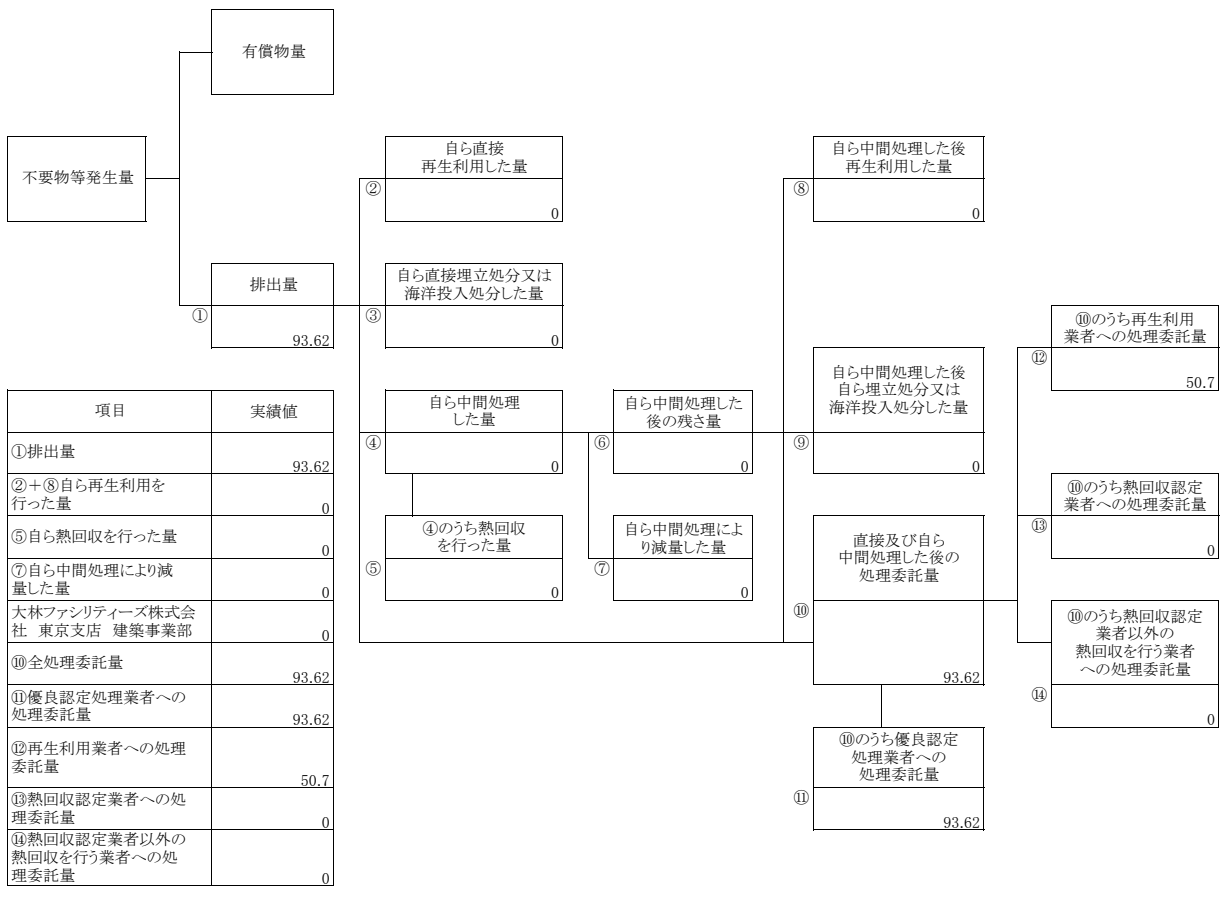 有償物量
不要物等発生量
自ら直接
再生利用した量
②
0
自ら中間処理した後
再生利用した量
⑧
0
排出量
①
93.62
自ら直接埋立処分又は
海洋投入処分した量
③
0
⑩のうち再生利用
業者への処理委託量
⑫
50.7
自ら中間処理
した量
④
0
自ら中間処理した
後の残さ量
⑥
0
自ら中間処理した後
自ら埋立処分又は
海洋投入処分した量
⑨
0
⑩のうち熱回収認定
業者への処理委託量
⑬
0
④のうち熱回収
を行った量
⑤
0
自ら中間処理によ
り減量した量
⑦
0
直接及び自ら
中間処理した後の
処理委託量
⑩
93.62
⑩のうち熱回収認定
業者以外の
熱回収を行う業者
への処理委託量
⑭
0
⑩のうち優良認定
処理業者への
処理委託量
⑪
93.62
項目 実績値
①排出量
93.62
②＋⑧自ら再生利用を
行った量
0
⑤自ら熱回収を行った量
0
⑦自ら中間処理により減
量した量
0
大林ファシリティーズ株式会
社　東京支店　建築事業部
0
⑩全処理委託量
93.62
⑪優良認定処理業者への
処理委託量
93.62
⑫再生利用業者への処理
委託量
50.7
⑬熱回収認定業者への処
理委託量
0
⑭熱回収認定業者以外の
熱回収を行う業者への処
理委託量
0